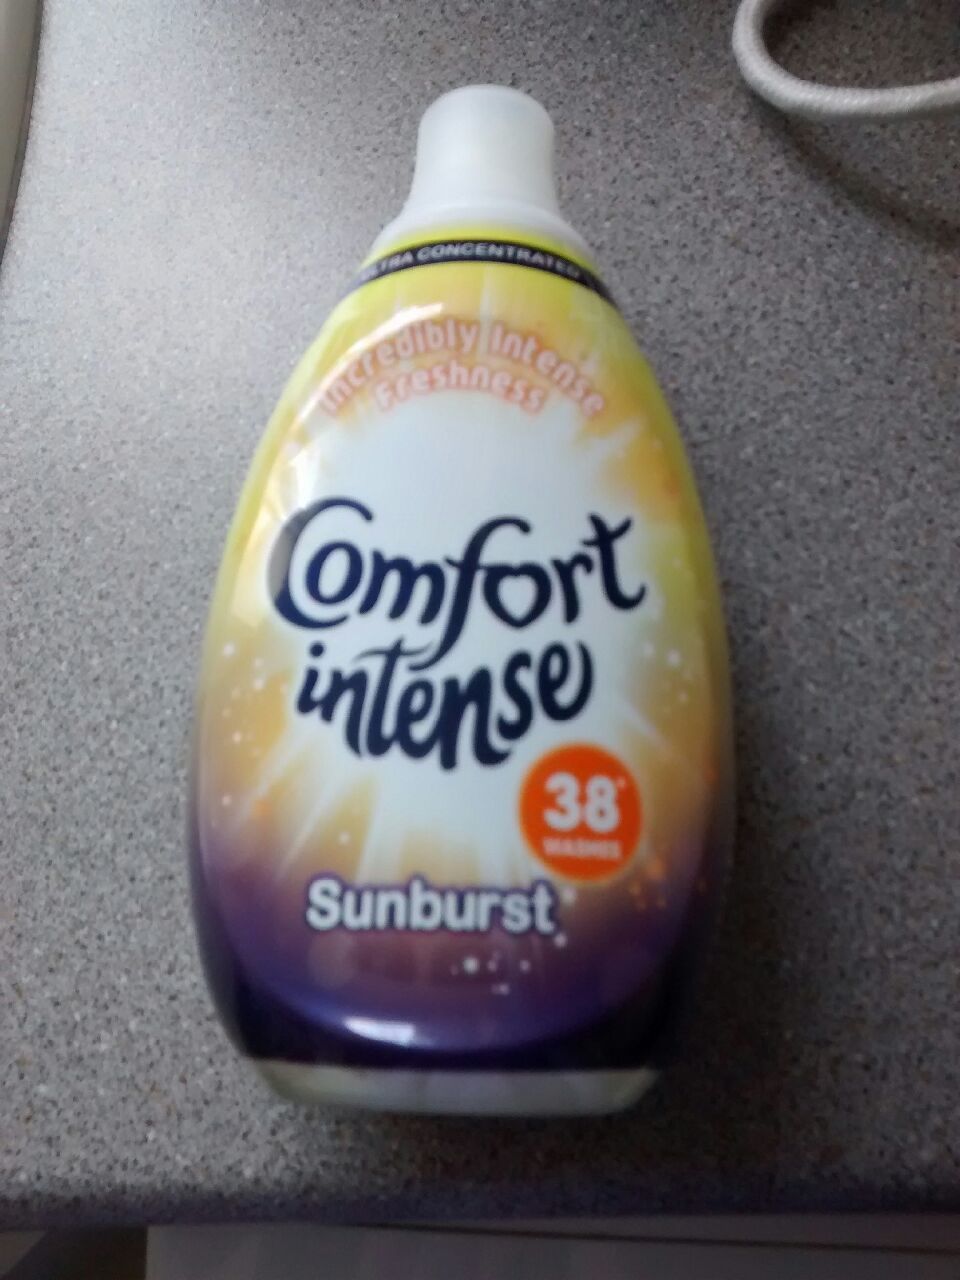 ULTRA CONCENTRATED
Incredibly Intense
Freshness
Comfort
intense
38*
WASHES
Sunburst